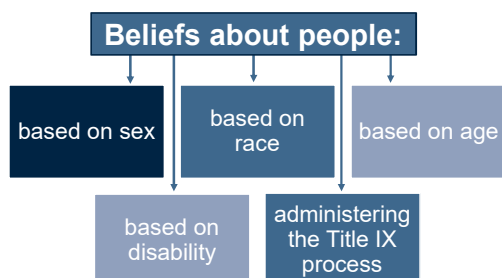 Beliefs about people:
based on sex
based on
race
based on age
based on
disability
administering
the Title IX
process